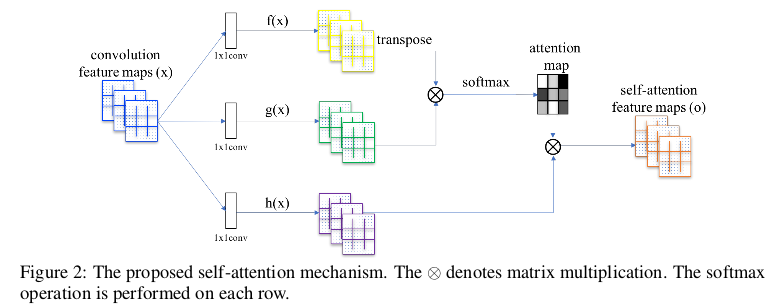 f(x)
transpose
convolution
feature maps (x)
1x1conv
attention
map
softmax
self-attention
feature maps (o)
g(x)
1x1conv
h(x)
1x1conv
Figure 2: The proposed self-attention mechanism. The ⊗ denotes matrix multiplication. The softmax
operation is performed on each row.